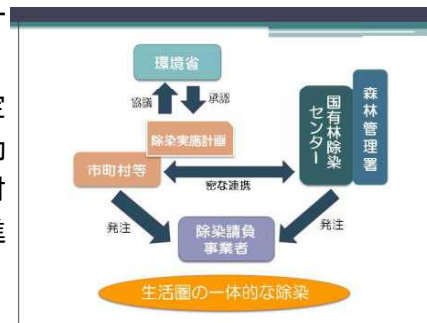 環境省
協議
承認
除染実施計画
市町村等
密な連携
国有林除染
センター
森林管理署
発注
発注
除染請負
事業者
生活圏の一体的な除染